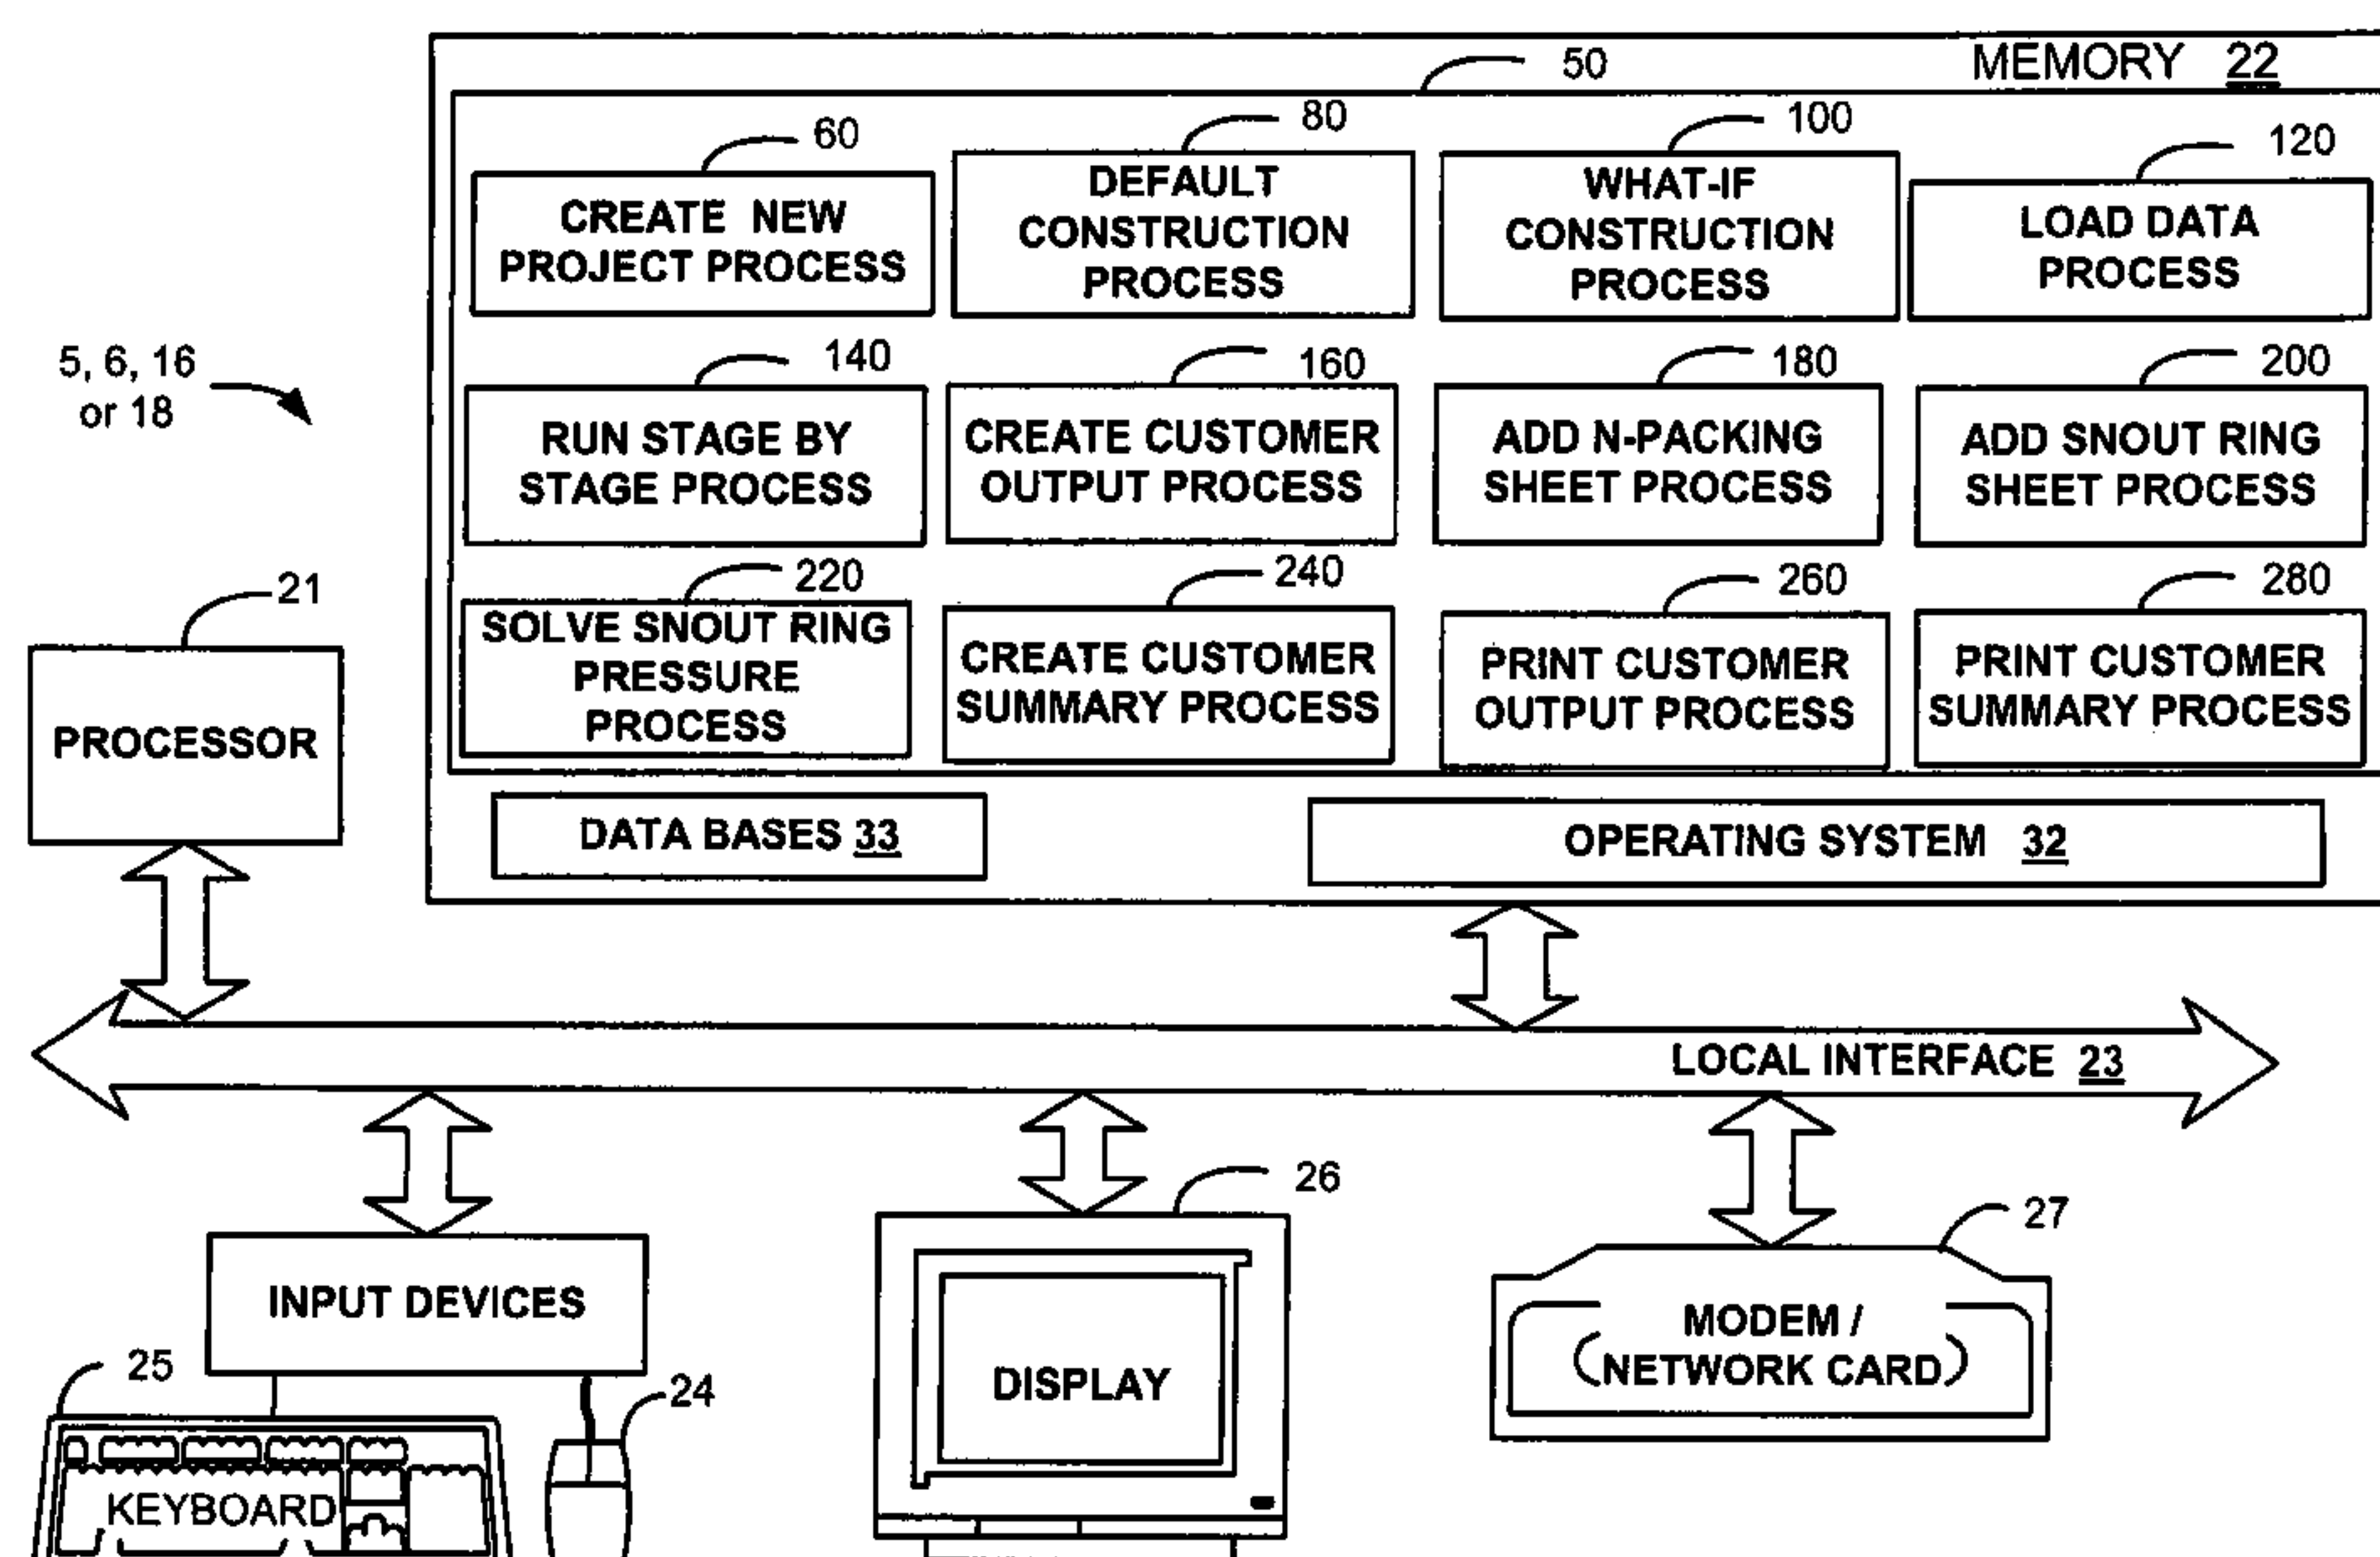 MEMORY 22
50
60
80
100
120
CREATE NEW
PROJECT PROCESS
DEFAULT
CONSTRUCTION
PROCESS
WHAT-IF
CONSTRUCTION
PROCESS
LOAD DATA
PROCESS
5, 6, 16
or 18
140
160
180
200
RUN STAGE BY
STAGE PROCESS
CREATE CUSTOMER
OUTPUT PROCESS
ADD N-PACKING
SHEET PROCESS
ADD SNOUT RING
SHEET PROCESS
220
240
260
280
SOLVE SNOUT RING
PRESSURE
PROCESS
CREATE CUSTOMER
SUMMARY PROCESS
PRINT CUSTOMER
OUTPUT PROCESS
PRINT CUSTOMER
SUMMARY PROCESS
21
PROCESSOR
DATA BASES 33
OPERATING SYSTEM 32
LOCAL INTERFACE 23
INPUT DEVICES
26
DISPLAY
27
MODEM /
NETWORK CARD
25
24
KEYBOARD